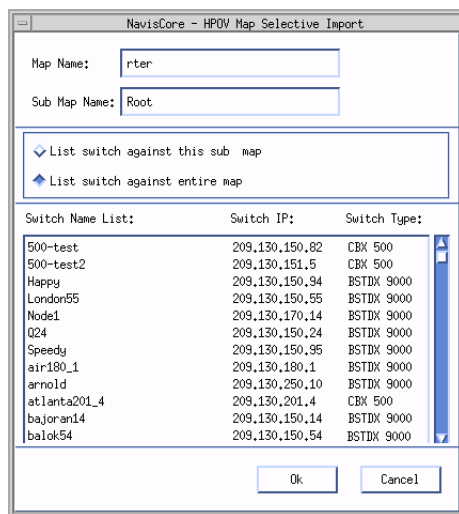 NavisCore - HPOV Map Selective Import
Map Name: rter
Sub Map Name: Root
List switch against this sub map
List switch against entire map
Switch Name List: Switch IP: Switch Type:
500-test 209.130.150.82 CBX 500
500-test2 209.130.151.5 CBX 500
Happy 209.130.150.94 BSTDX 9000
London55 209.130.150.55 BSTDX 9000
Node1 209.130.170.14 BSTDX 9000
Q24 209.130.150.24 BSTDX 9000
Speedy 209.130.150.95 BSTDX 9000
air180_1 209.130.180.1 BSTDX 9000
arnold 209.130.250.10 BSTDX 9000
atlanta201_4 209.130.201.4 CBX 500
bajoran14 209.130.150.14 BSTDX 9000
balok54 209.130.150.54 BSTDX 9000
Ok Cancel